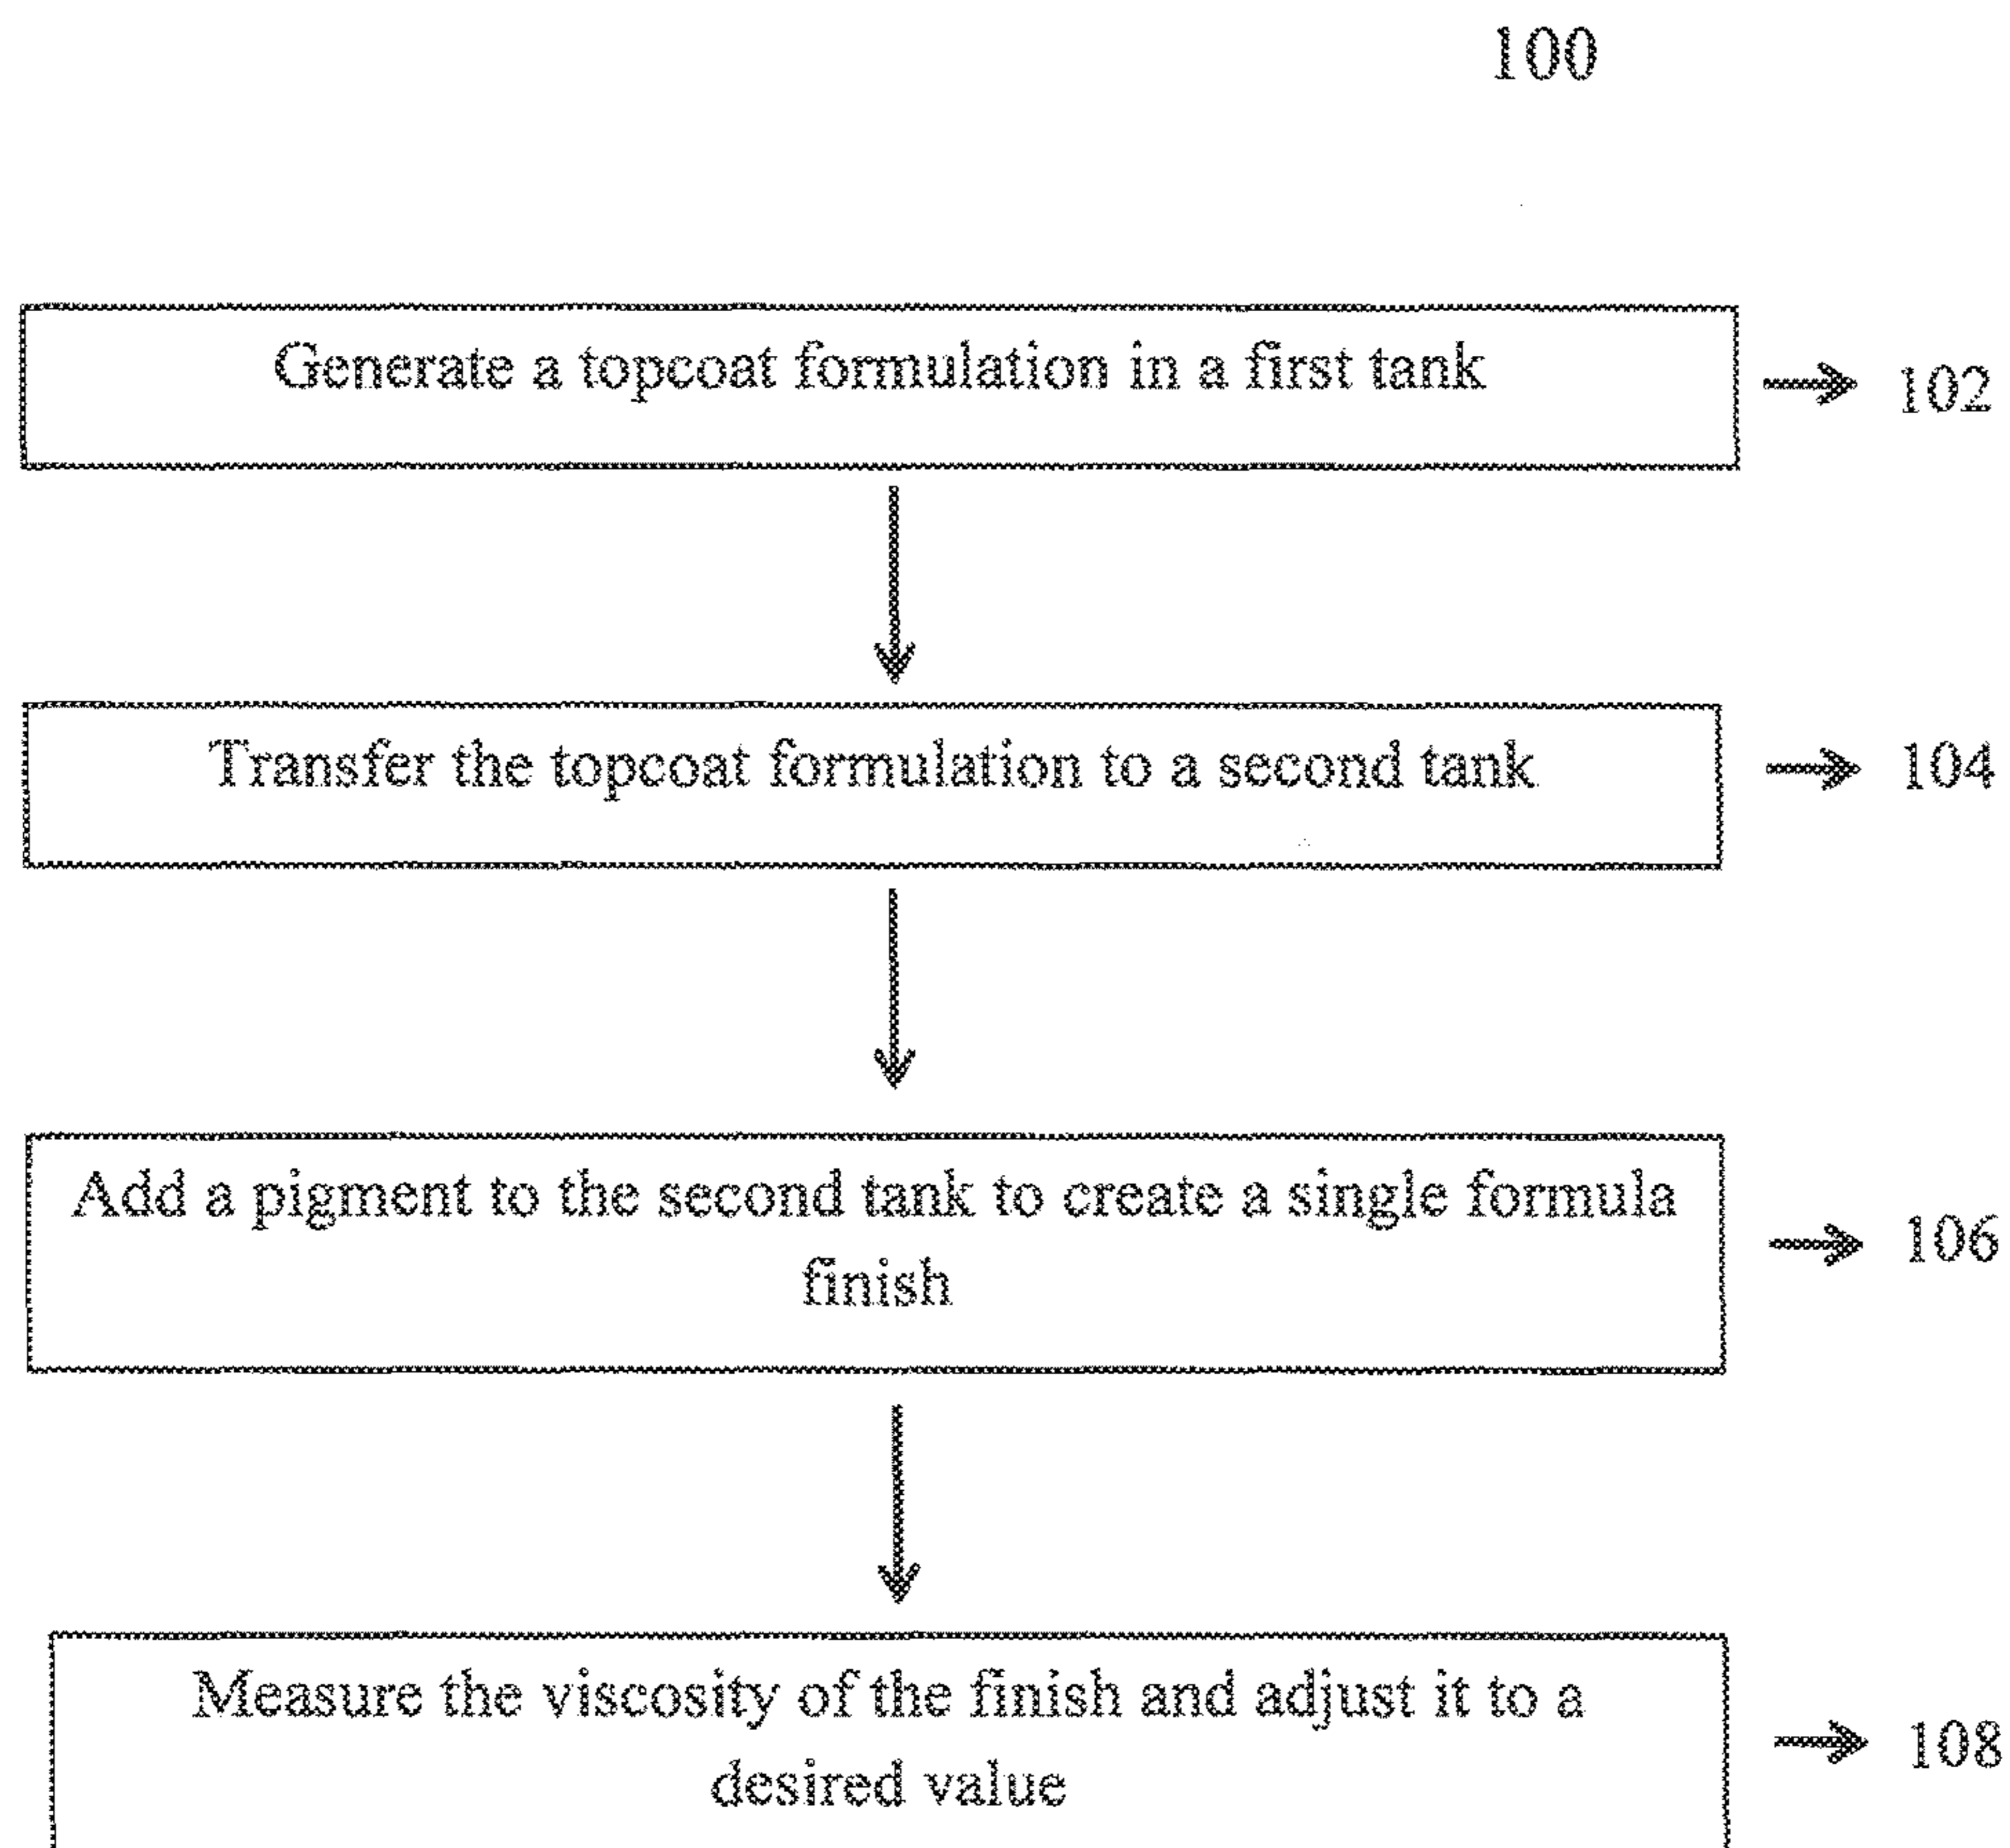 100
Generate a topcoat formulation in a first tank
102
Transfer the topcoat formulation to a second tank
104
Add a pigment to the second tank to create a single formula
finish
106
Measure the viscosity of the finish and adjust it to a
desired value
108